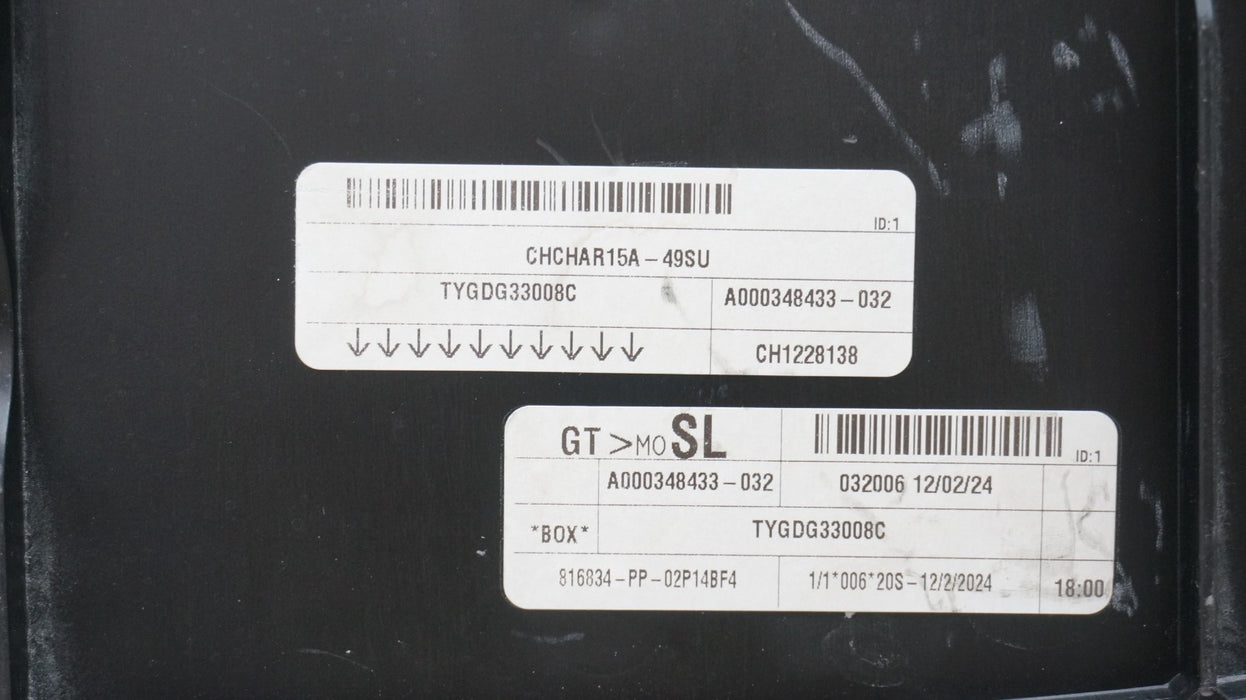 ID:1
CHCHAR15A-49SU
TYGDG33008C
A000348433-032
↓↓↓↓↓↓↓↓↓↓
CH1228138
GT >MO SL
ID:1
A000348433-032
032006 12/02/24
*BOX*
TYGDG33008C
816834-PP-02P14BF4
1/1*006*20S-12/2/2024
18:00